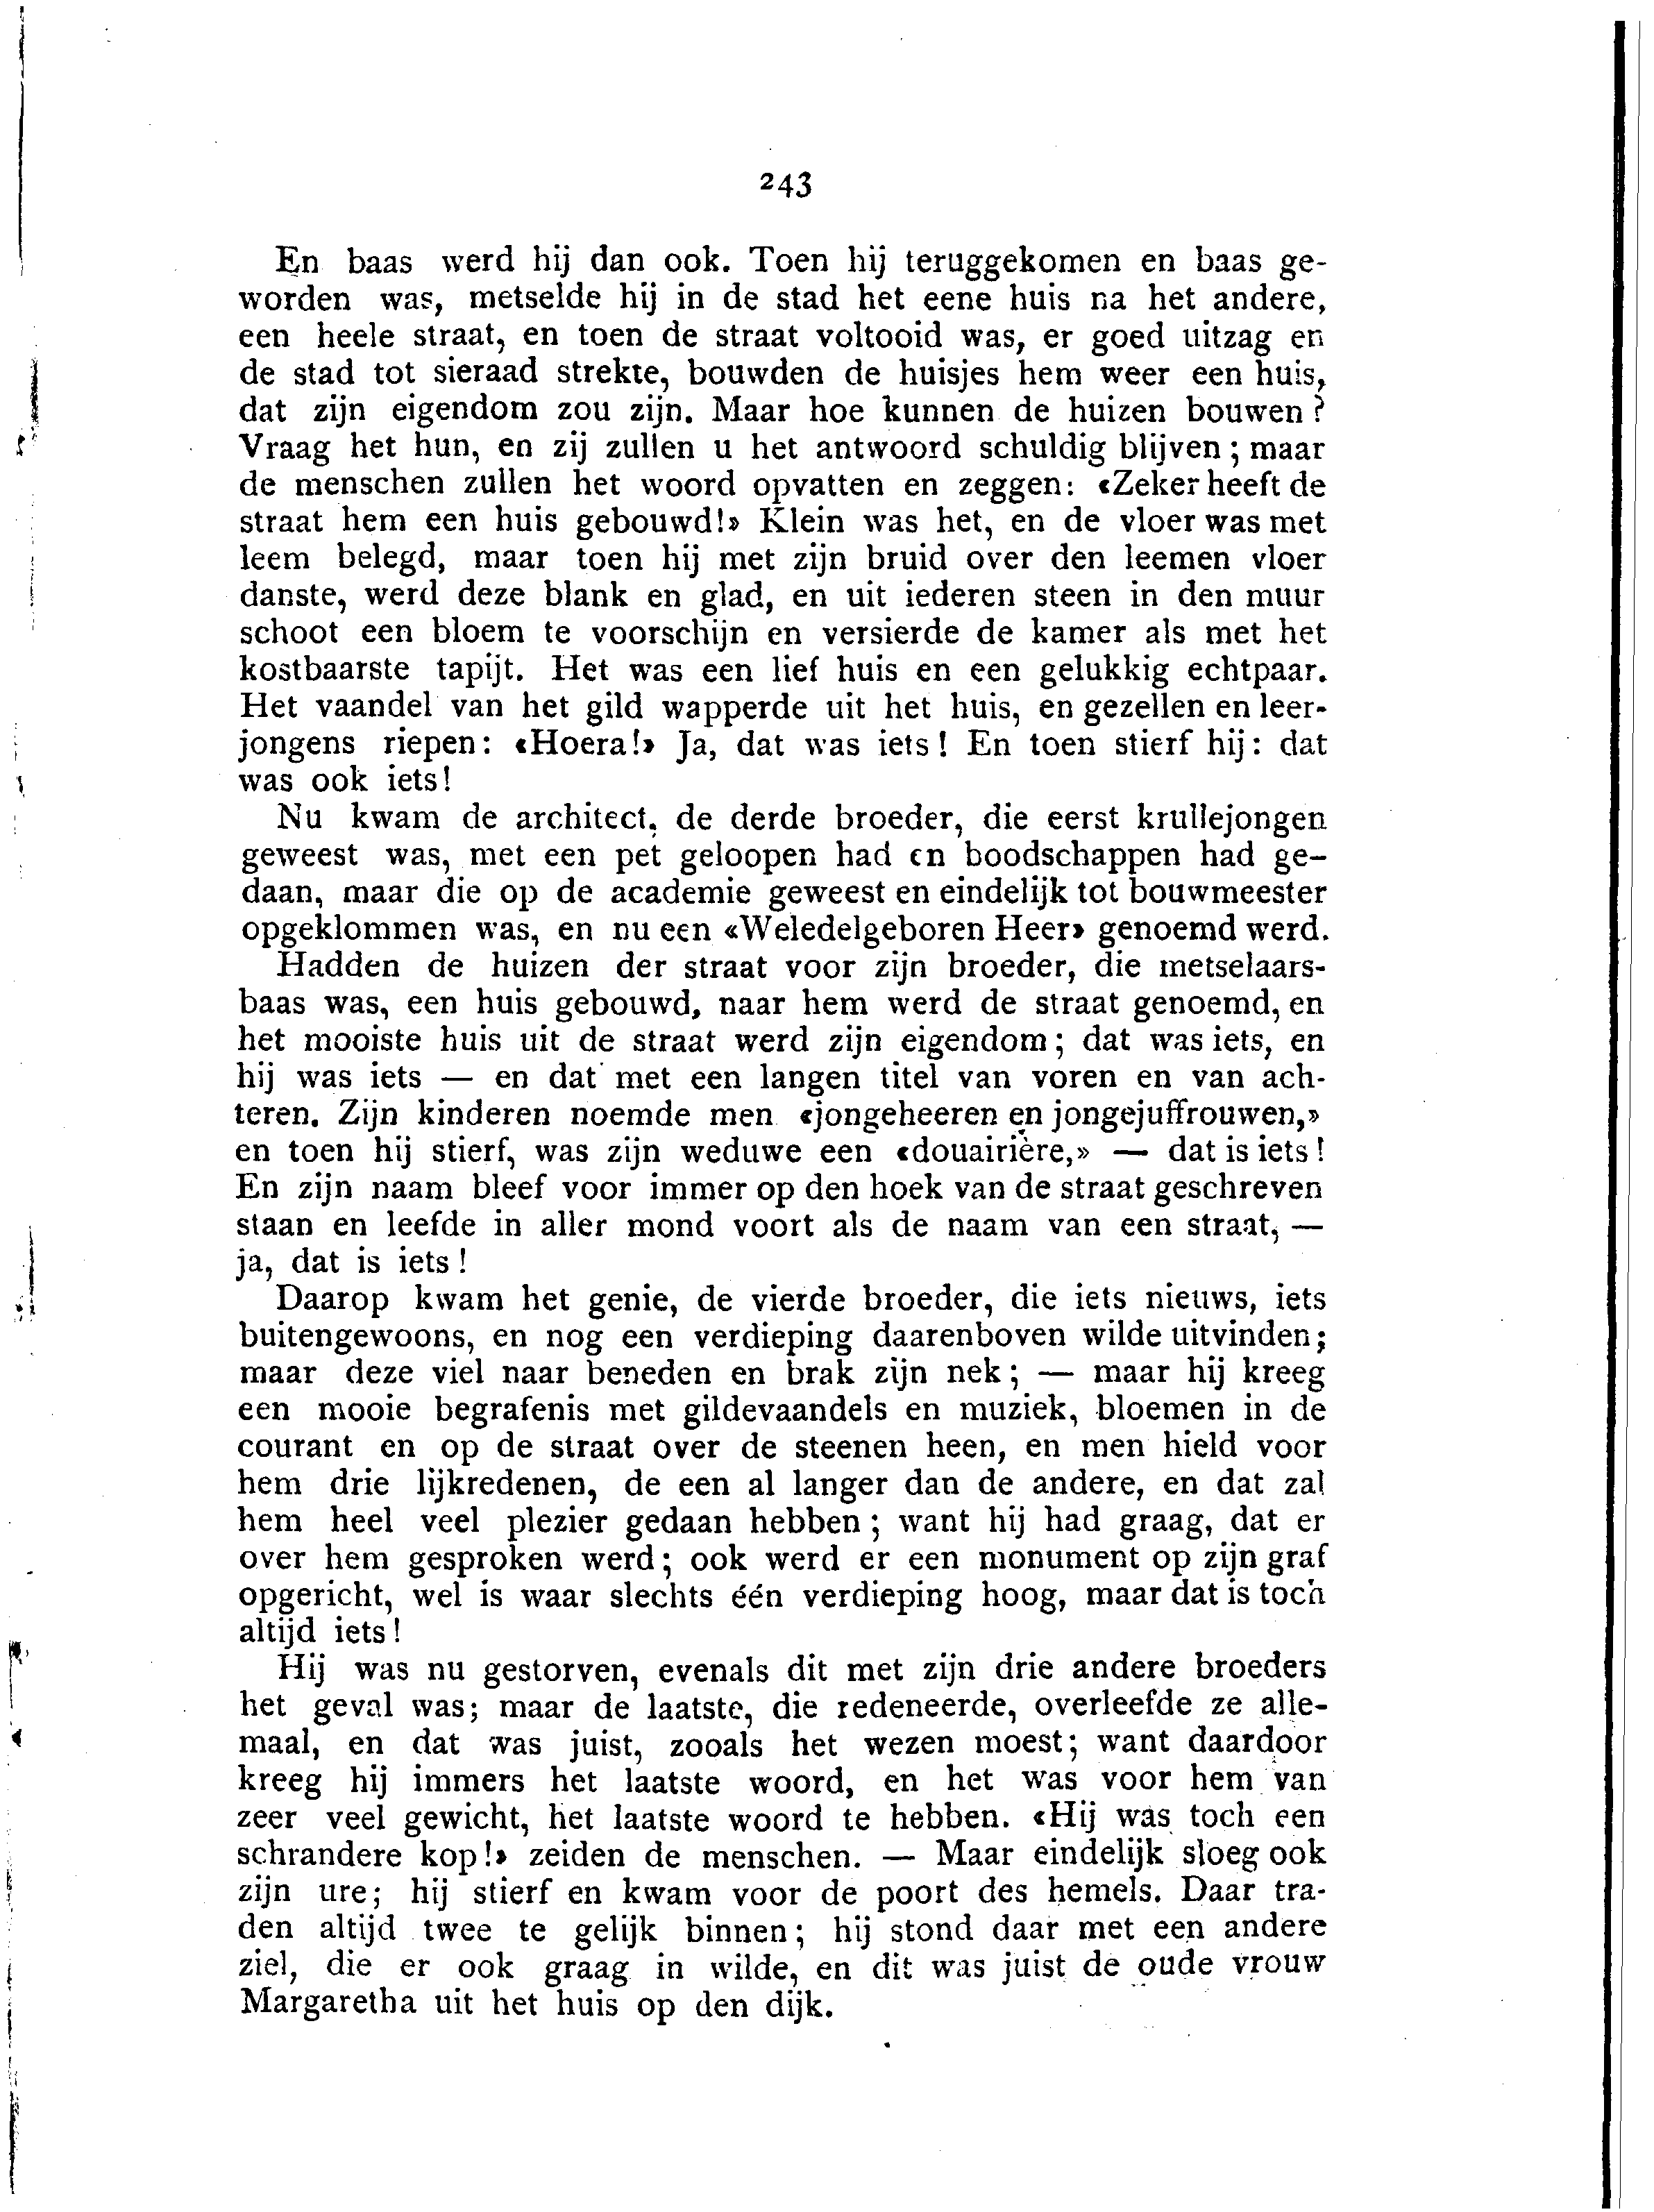 243
En baas werd hij dan ook. Toen hij teruggekomen en baas ge-
worden was, metselde hij in de stad het eene huis na het andere,
een heele straat, en toen de straat voltooid was, er goed uitzag en
de stad tot sieraad strekte, bouwden de huisjes hem weer een huis,
dat zijn eigendom zou zijn. Maar hoe kunnen de huizen bouwen?
Vraag het hun, en zij zullen u het antwoord schuldig blijven; maar
de menschen zullen het woord opvatten en zeggen: «Zeker heeft de
straat hem een huis gebouwd!» Klein was het, en de vloer was met
leem belegd, maar toen hij met zijn bruid over den leemen vloer
danste, werd deze blank en glad, en uit iederen steen in den muur
schoot een bloem te voorschijn en versierde de kamer als met het
kostbaarste tapijt. Het was een lief huis en een gelukkig echtpaar.
Het vaandel van het gild wapperde uit het huis, en gezellen en leer-
jongens riepen: «Hoera!» Ja, dat was iets! En toen stierf hij: dat
was ook iets!
Nu kwam de architect, de derde broeder, die eerst krullejongen
geweest was, met een pet geloopen had en boodschappen had ge-
daan, maar die op de academie geweest en eindelijk tot bouwmeester
opgeklommen was, en nu een «Weledelgeboren Heer» genoemd werd.
Hadden de huizen der straat voor zijn broeder, die metselaars-
baas was, een huis gebouwd, naar hem werd de straat genoemd, en
het mooiste huis uit de straat werd zijn eigendom; dat was iets, en
hij was iets — en dat met een langen titel van voren en van ach-
teren. Zijn kinderen noemde men «jongeheeren en jongejuffrouwen,»
en toen hij stierf, was zijn weduwe een «douairière,» — dat is iets!
En zijn naam bleef voor immer op den hoek van de straat geschreven
staan en leefde in aller mond voort als de naam van een straat, —
ja, dat is iets!
Daarop kwam het genie, de vierde broeder, die iets nieuws, iets
buitengewoons, en nog een verdieping daarenboven wilde uitvinden;
maar deze viel naar beneden en brak zijn nek; — maar hij kreeg
een mooie begrafenis met gildevaandels en muziek, bloemen in de
courant en op de straat over de steenen heen, en men hield voor
hem drie lijkredenen, de een al langer dan de andere, en dat zal
hem heel veel plezier gedaan hebben; want hij had graag, dat er
over hem gesproken werd; ook werd er een monument op zijn graf
opgericht, wel is waar slechts één verdieping hoog, maar dat is toch
altijd iets!
Hij was nu gestorven, evenals dit met zijn drie andere broeders
het geval was; maar de laatste, die redeneerde, overleefde ze alle-
maal, en dat was juist, zooals het wezen moest; want daardoor
kreeg hij immers het laatste woord, en het was voor hem van
zeer veel gewicht, het laatste woord te hebben. «Hij was toch een
schrandere kop!» zeiden de menschen. — Maar eindelijk sloeg ook
zijn ure; hij stierf en kwam voor de poort des hemels. Daar tra-
den altijd twee te gelijk binnen; hij stond daar met een andere
ziel, die er ook graag in wilde, en dit was juist de oude vrouw
Margaretha uit het huis op den dijk.